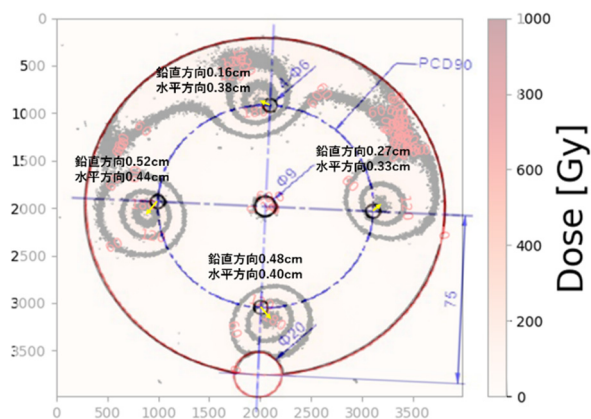 0
500
1000
1500
2000
2500
3000
3500
0
500
1000
1500
2000
2500
3000
3500
鉛直方向0.16cm
水平方向0.38cm
PCD90
鉛直方向0.52cm
水平方向0.44cm
鉛直方向0.27cm
水平方向0.33cm
Φ9
鉛直方向0.48cm
水平方向0.40cm
Φ20
75
1000
300
600
400
200
0
Dose [Gy]